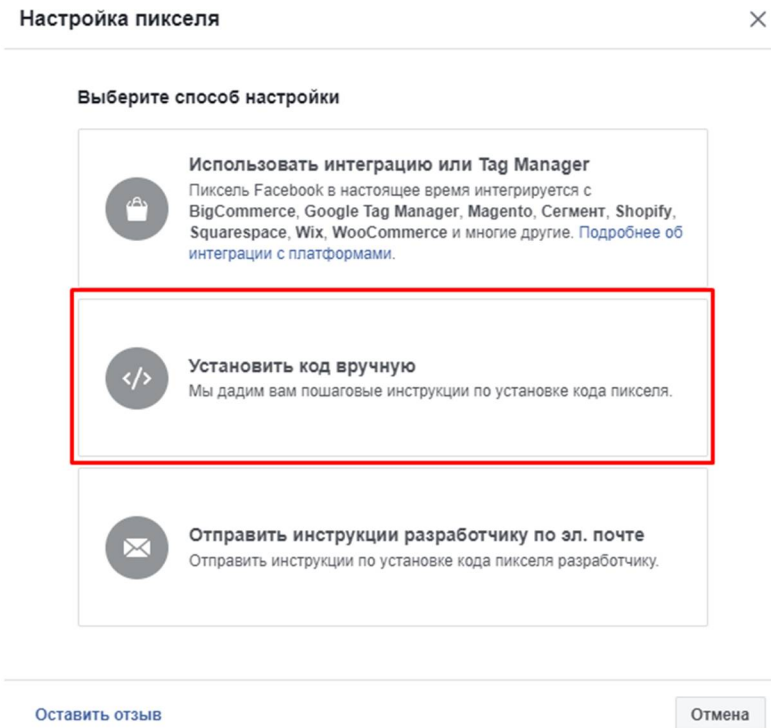 Настройка пикселя
Выберите способ настройки
Использовать интеграцию или Tag Manager
Пиксель Facebook в настоящее время интегрируется с
BigCommerce, Google Tag Manager, Magento, Сегмент, Shopify,
Squarespace, Wix, WooCommerce и многие другие. Подробнее об
интеграции с платформами.
Установить код вручную
Мы дадим вам пошаговые инструкции по установке кода пикселя.
Отправить инструкции разработчику по эл. почте
Отправить инструкции по установке кода пикселя разработчику.
Оставить отзыв
Отмена